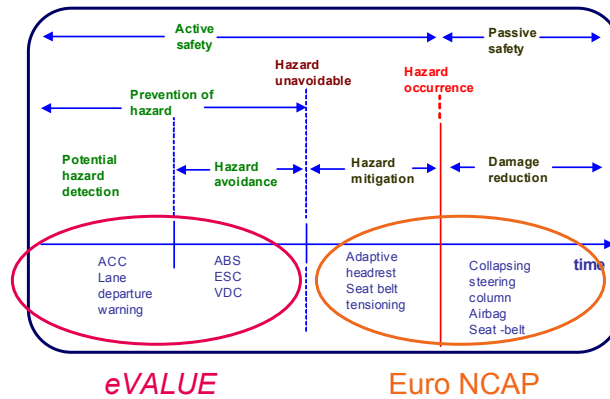 Active
safety
Passive
safety
Hazard
unavoidable
Hazard
occurrence
Prevention of
hazard
Potential
hazard
detection
Hazard
avoidance
Hazard
mitigation
Damage
reduction
ACC
Lane
departure
warning
ABS
ESC
VDC
Adaptive
headrest
Seat belt
tensioning
Collapsing
steering
column
Airbag
Seat -belt
time
eVALUE
Euro NCAP